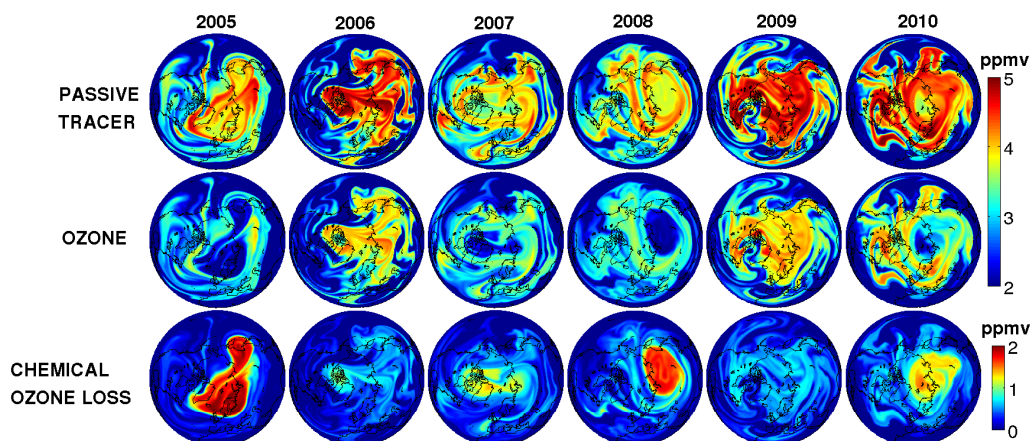 2005 2006 2007 2008 2009 2010
ppmv
PASSIVE
TRACER
5
4
OZONE
3
2
ppmv
2
CHEMICAL
OZONE LOSS
1
0